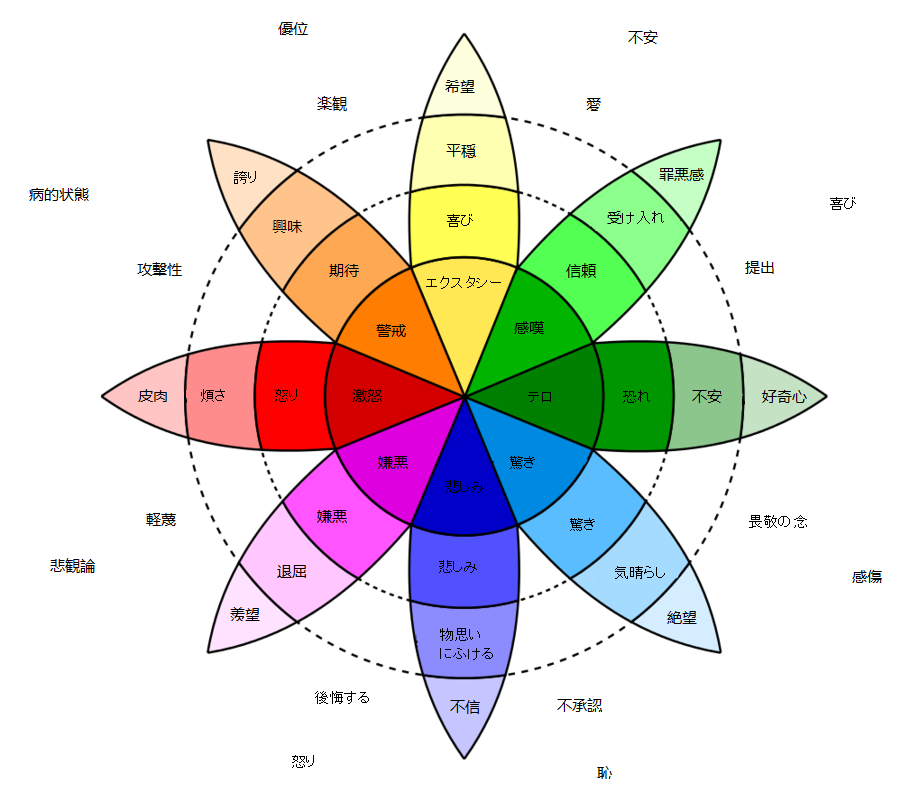 優位
不安
希望
楽観
愛
平穏
誇り
罪悪感
病的状態
喜び
興味
喜び
受け入れ
攻撃性
期待
エクスタシー
信頼
提出
警戒
感嘆
皮肉
煩さ
怒り
激怒
テロ
恐れ
不安
好奇心
嫌悪
悲しみ
驚き
軽蔑
嫌悪
驚き
畏敬の念
悲観論
退屈
悲しみ
気晴らし
感傷
羨望
物思い
にふける
絶望
後悔する
不信
不承認
怒り
恥